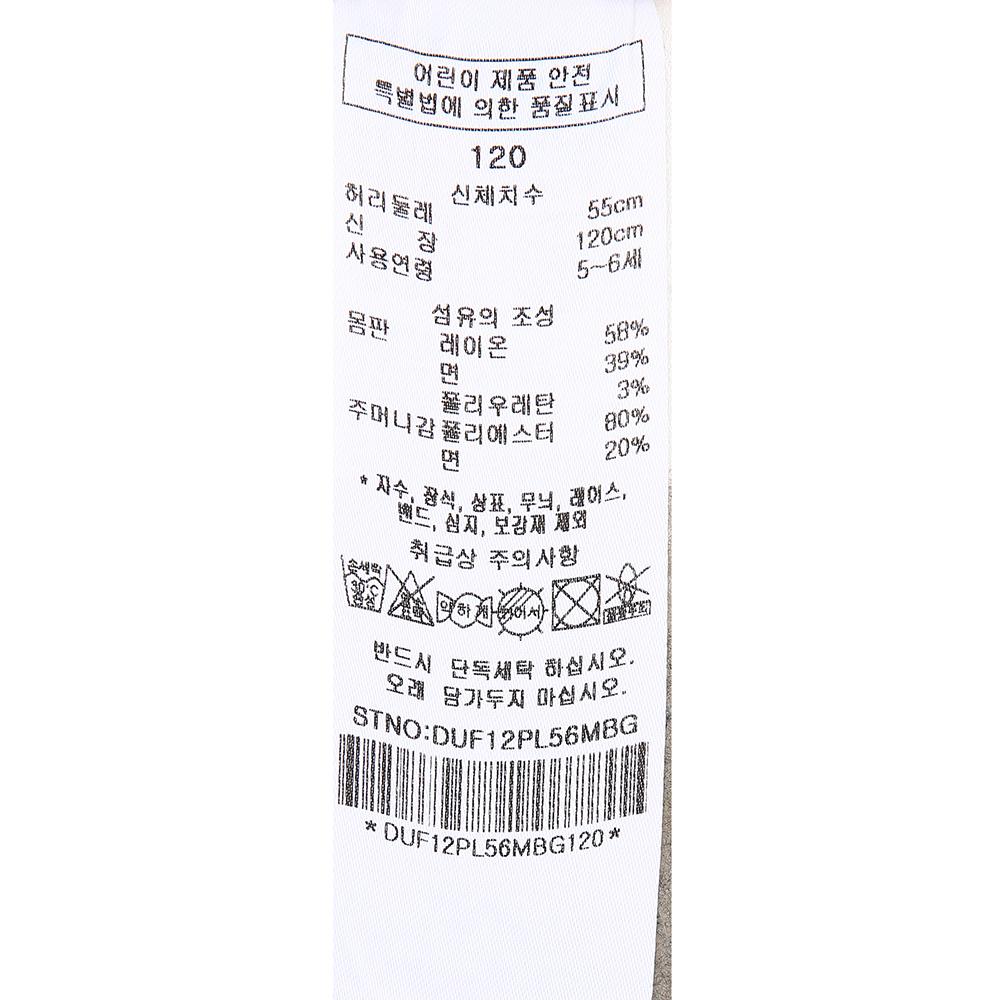 어린이 제품 안전
특별법에 의한 품질표시
120
신체치수
허리둘레 55cm
신 장 120cm
사용연령 5~6세
섬유의 조성
몸판 레이온 58%
면 39%
폴리우레탄 3%
주머니감 폴리에스터 80%
면 20%
* 자수, 장식, 상표, 무늬, 레이스,
밴드, 심지, 보강재 제외
취급상 주의사항
손세탁
30℃
중성
약하게
뉘어서
반드시 단독세탁 하십시오.
오래 담가두지 마십시오.
STNO:DUF12PL56MBG
*DUF12PL56MBG120*